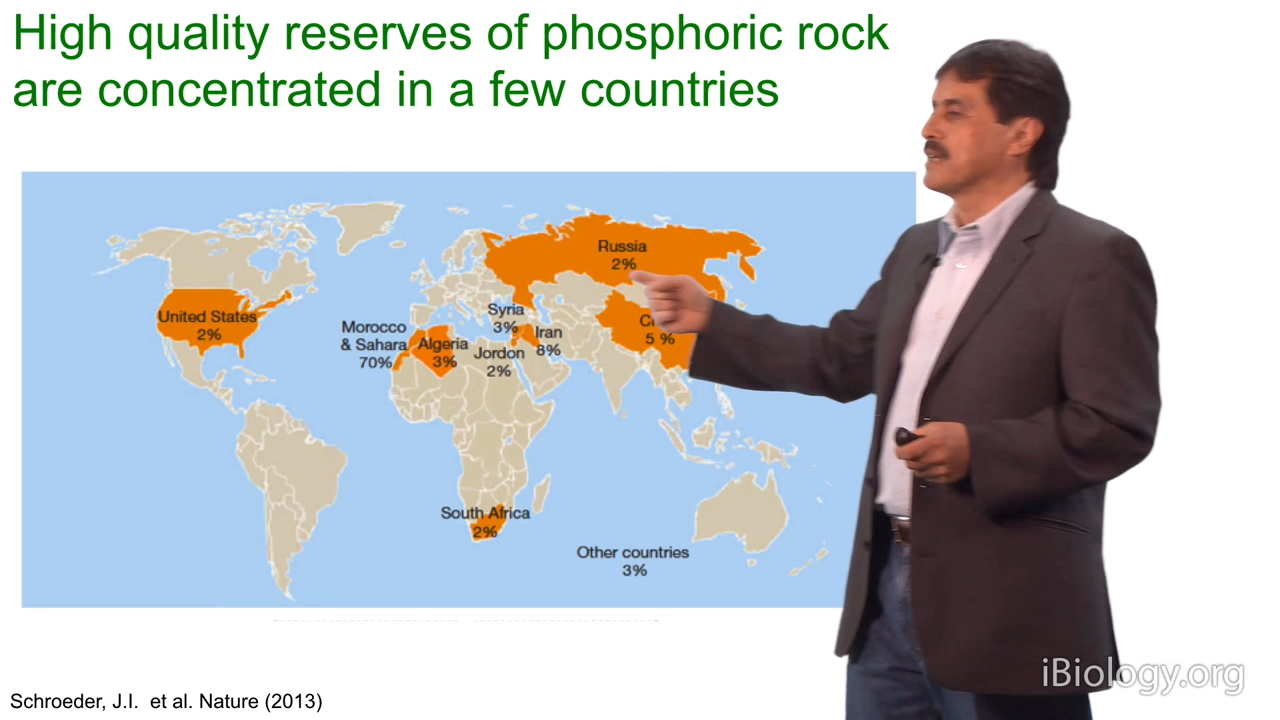 High quality reserves of phosphoric rock
are concentrated in a few countries
Russia
2%
United States
2%
Syria
3%
Morocco
& Sahara
70%
Algeria
3%
Jordon
2%
Iran
8%
5 %
South Africa
2%
Other countries
3%
Schroeder, J.I. et al. Nature (2013)
iBiology.org